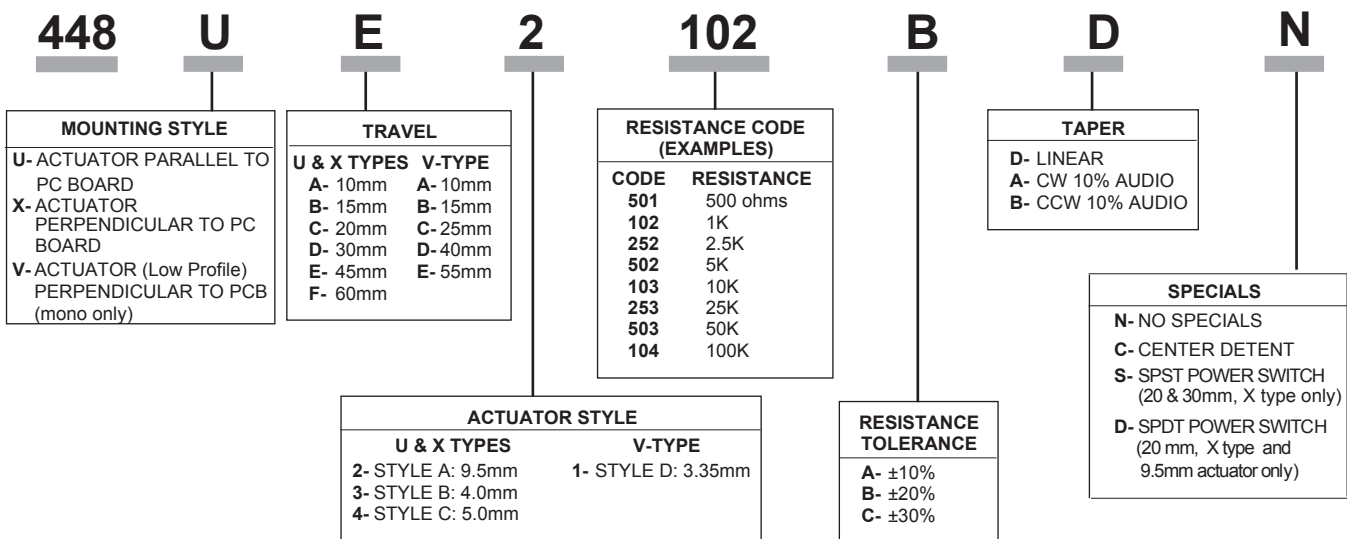 448 U E 2 102 B D N
MOUNTING STYLE
U- ACTUATOR PARALLEL TO
PC BOARD
X- ACTUATOR
PERPENDICULAR TO PC
BOARD
V- ACTUATOR (Low Profile)
PERPENDICULAR TO PCB
(mono only)
TRAVEL
U & X TYPES V-TYPE
A- 10mm A- 10mm
B- 15mm B- 15mm
C- 20mm C- 25mm
D- 30mm D- 40mm
E- 45mm E- 55mm
F- 60mm
ACTUATOR STYLE
U & X TYPES V-TYPE
2- STYLE A: 9.5mm 1- STYLE D: 3.35mm
3- STYLE B: 4.0mm
4- STYLE C: 5.0mm
RESISTANCE CODE
(EXAMPLES)
CODE RESISTANCE
501 500 ohms
102 1K
252 2.5K
502 5K
103 10K
253 25K
503 50K
104 100K
RESISTANCE
TOLERANCE
A- ±10%
B- ±20%
C- ±30%
TAPER
D- LINEAR
A- CW 10% AUDIO
B- CCW 10% AUDIO
SPECIALS
N- NO SPECIALS
C- CENTER DETENT
S- SPST POWER SWITCH
(20 & 30mm, X type only)
D- SPDT POWER SWITCH
(20 mm, X type and
9.5mm actuator only)